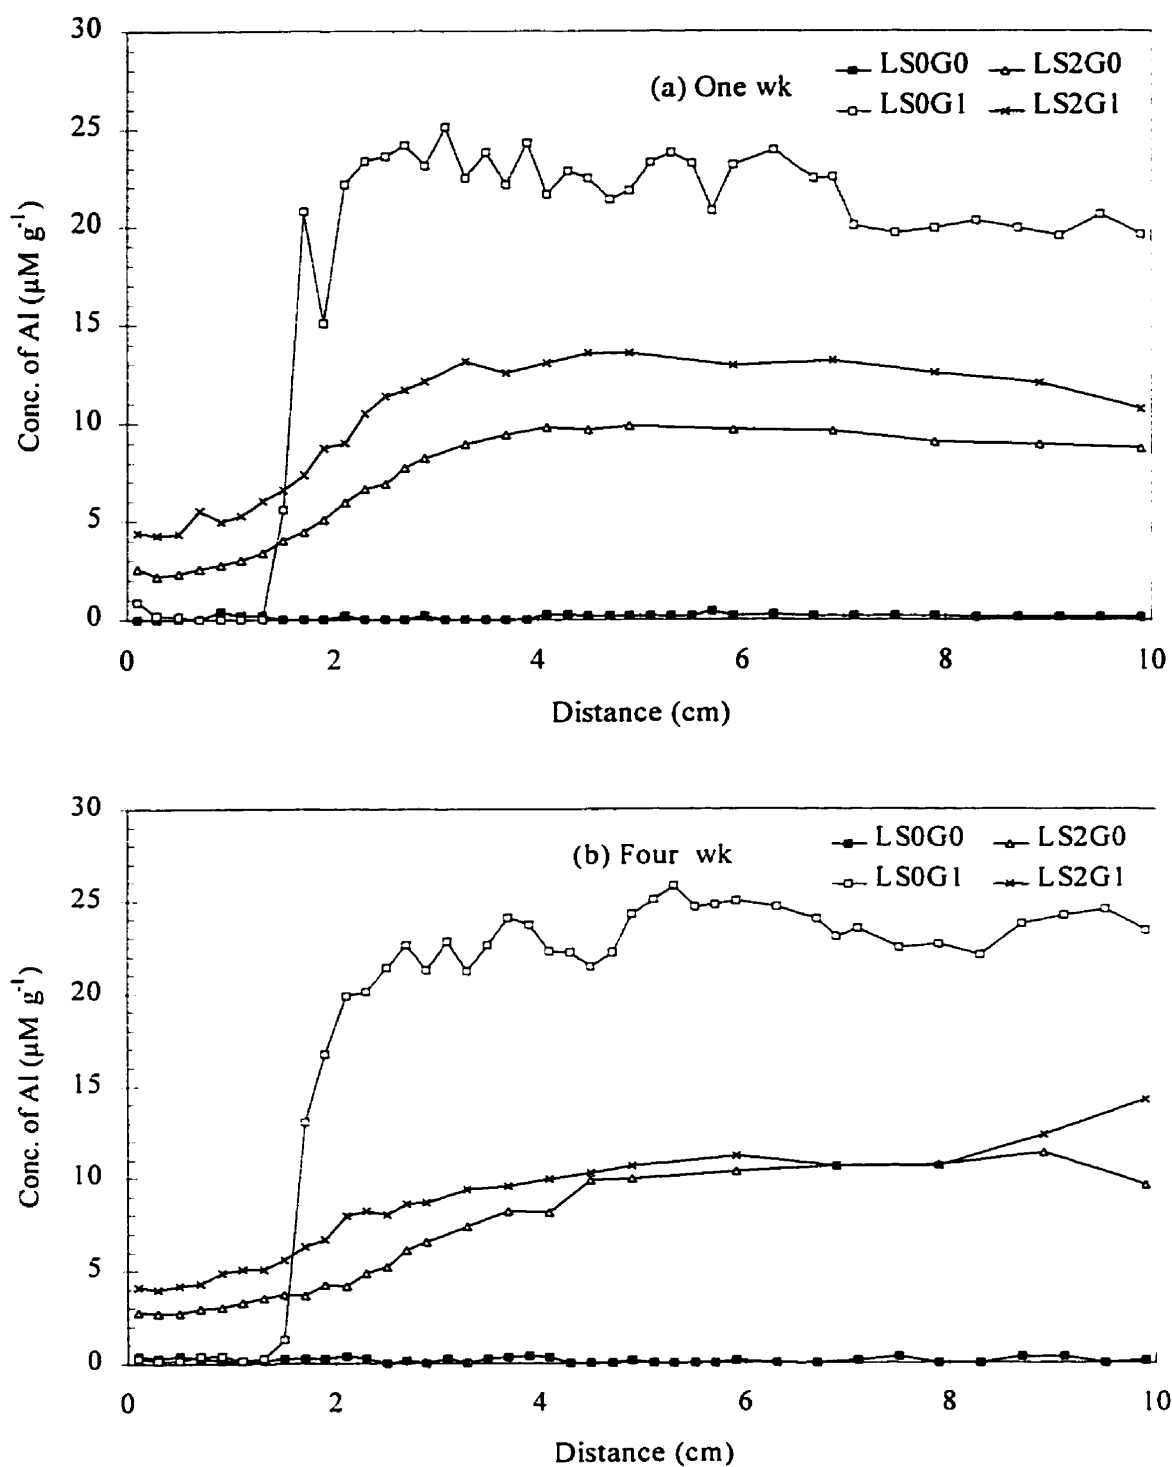 30
25
20
15
10
5
0
Conc. of Al (μM g⁻¹)
(a) One wk
LS0G0 LS2G0
LS0G1 LS2G1
0 2 4 6 8 10
Distance (cm)
30
25
20
15
10
5
0
Conc. of Al (μM g⁻¹)
(b) Four wk
LS0G0 LS2G0
LS0G1 LS2G1
0 2 4 6 8 10
Distance (cm)